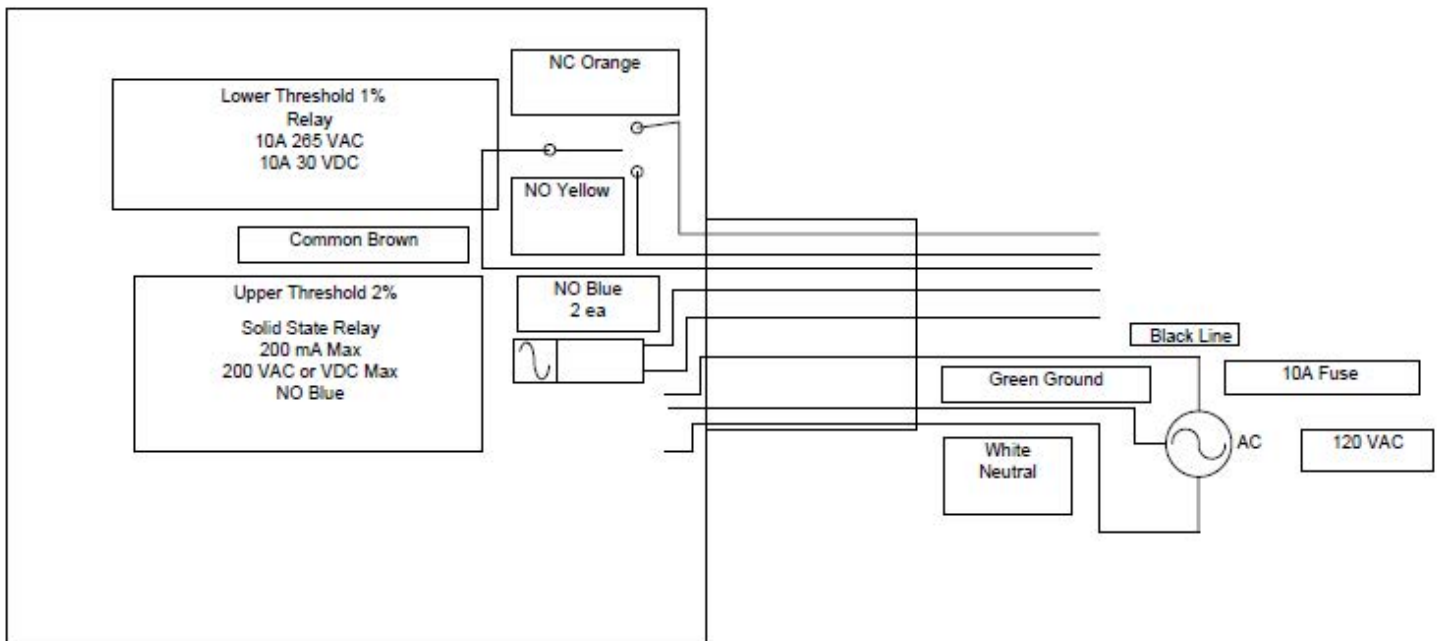 NC Orange
Lower Threshold 1%
Relay
10A 265 VAC
10A 30 VDC
NO Yellow
Common Brown
Upper Threshold 2%
Solid State Relay
200 mA Max
200 VAC or VDC Max
NO Blue
NO Blue
2 ea
Black Line
Green Ground
10A Fuse
White
Neutral
AC
120 VAC